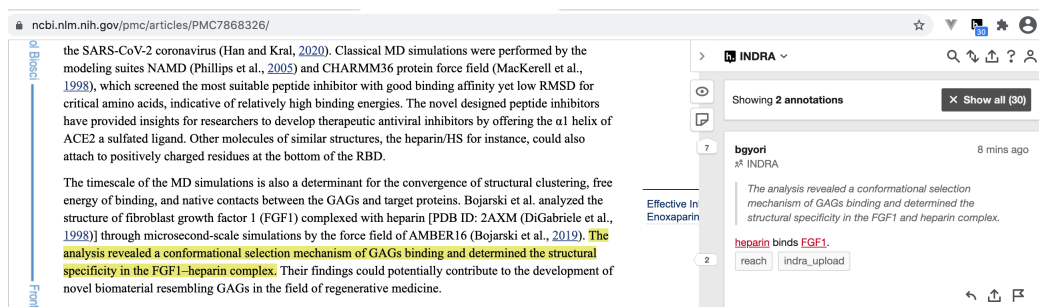 ncbi.nlm.nih.gov/pmc/articles/PMC7868326/
30
ol Biosci
Front
the SARS-CoV-2 coronavirus (Han and Kral, 2020). Classical MD simulations were performed by the
modeling suites NAMD (Phillips et al., 2005) and CHARMM36 protein force field (MacKerell et al.,
1998), which screened the most suitable peptide inhibitor with good binding affinity yet low RMSD for
critical amino acids, indicative of relatively high binding energies. The novel designed peptide inhibitors
have provided insights for researchers to develop therapeutic antiviral inhibitors by offering the α1 helix of
ACE2 a sulfated ligand. Other molecules of similar structures, the heparin/HS for instance, could also
attach to positively charged residues at the bottom of the RBD.
The timescale of the MD simulations is also a determinant for the convergence of structural clustering, free
energy of binding, and native contacts between the GAGs and target proteins. Bojarski et al. analyzed the
structure of fibroblast growth factor 1 (FGF1) complexed with heparin [PDB ID: 2AXM (DiGabriele et al.,
1998)] through microsecond-scale simulations by the force field of AMBER16 (Bojarski et al., 2019). The
analysis revealed a conformational selection mechanism of GAGs binding and determined the structural
specificity in the FGF1–heparin complex. Their findings could potentially contribute to the development of
novel biomaterial resembling GAGs in the field of regenerative medicine.
Effective In
Enoxaparin
7
2
h. INDRA
Showing 2 annotations
× Show all (30)
bgyori 8 mins ago
INDRA
The analysis revealed a conformational selection
mechanism of GAGs binding and determined the
structural specificity in the FGF1 and heparin complex.
heparin binds FGF1.
reach indra_upload